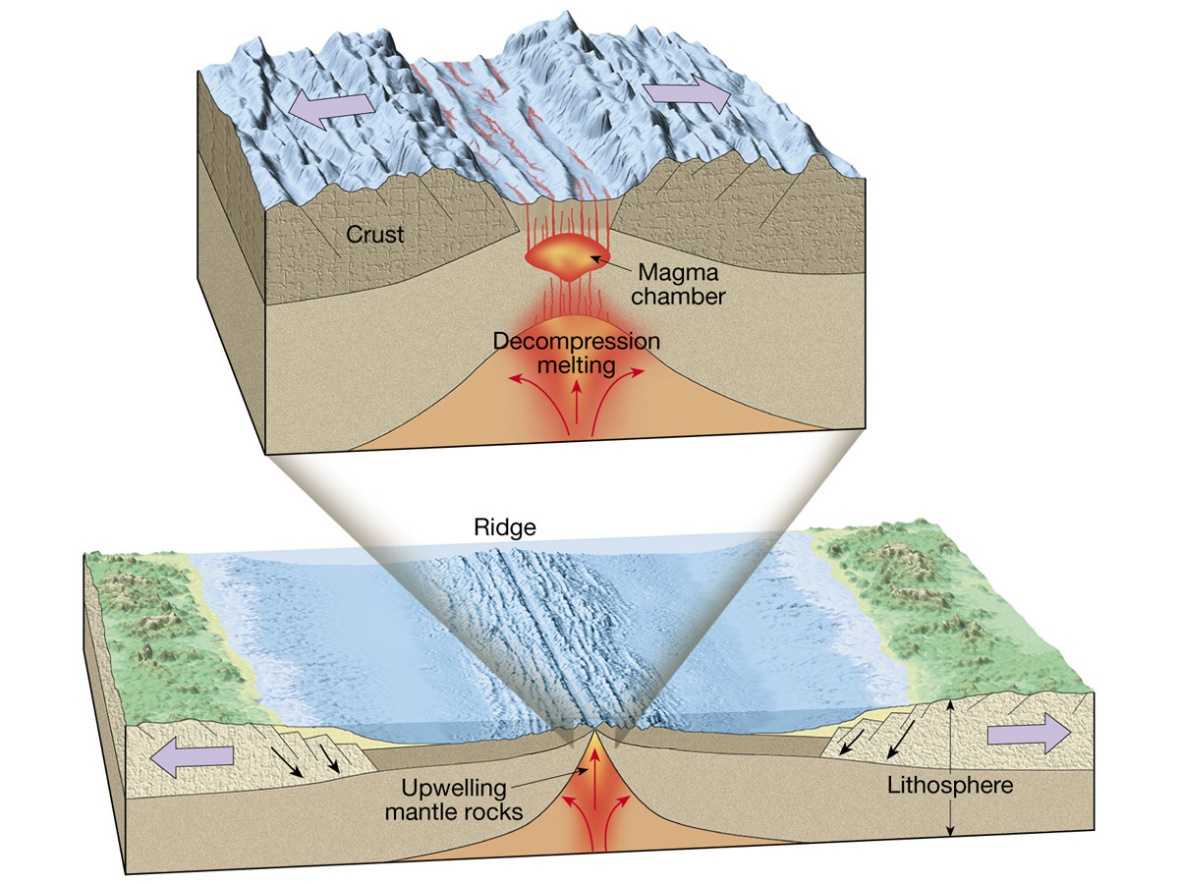 Crust
Magma
chamber
Decompression
melting
Ridge
Upwelling
mantle rocks
Lithosphere